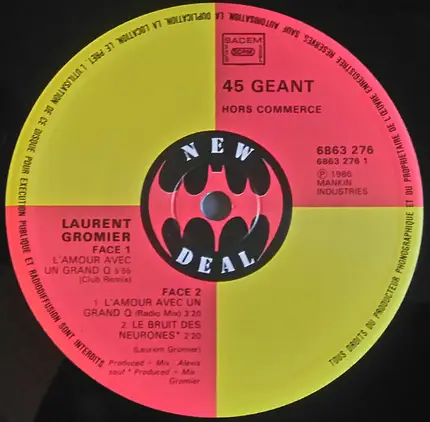 TOUS DROITS DU PRODUCTEUR PHONOGRAPHIQUE ET DU PROPRIETAIRE DE L'ŒUVRE ENREGISTREE RESERVES. SAUF AUTORISATION, LA DUPLICATION, LA LOCATION, LE PRET, L'UTILISATION DE CE DISQUE POUR EXECUTION PUBLIQUE ET RADIODIFFUSION SONT INTERDITS
SACEM
45 GEANT
HORS COMMERCE
6863 276
6863 276 1
Ⓟ 1986
MANKIN
INDUSTRIES
NEW
DEAL
LAURENT
GROMIER
FACE 1
L'AMOUR AVEC
UN GRAND Q 5'55
(Club Remix)
FACE 2
1. L'AMOUR AVEC UN
GRAND Q (Radio Mix) 3'20
2. LE BRUIT DES
NEURONES* 2'20
(Laurent Gromier)
Produced - Mix : Alexis
sauf * Produced - Mix :
Gromier